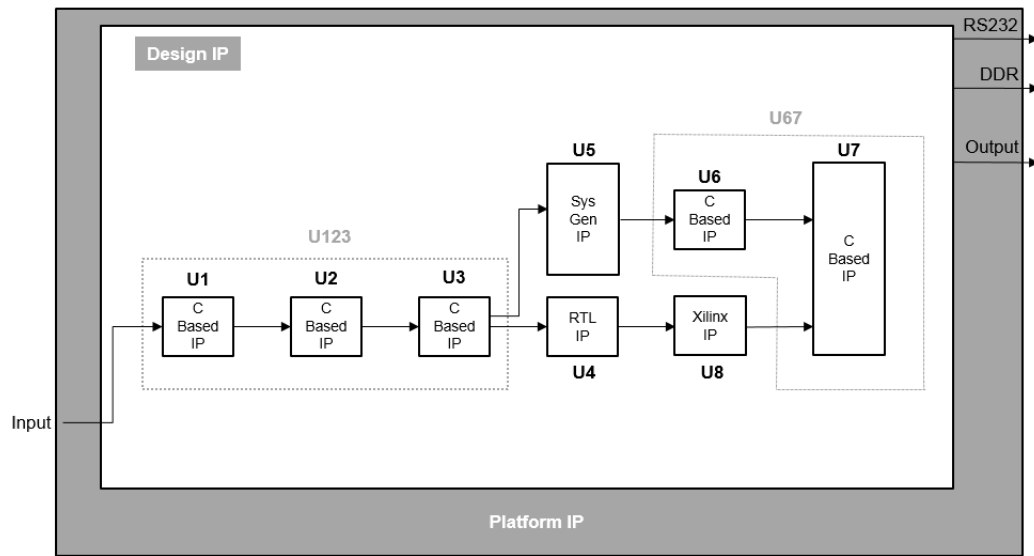 RS232
Design IP
DDR
U67
Output
U5
U7
U6
Sys
Gen
IP
C
Based
IP
U123
C
Based
IP
U1
U2
U3
C
Based
IP
C
Based
IP
C
Based
IP
RTL
IP
Xilinx
IP
U4
U8
Input
Platform IP